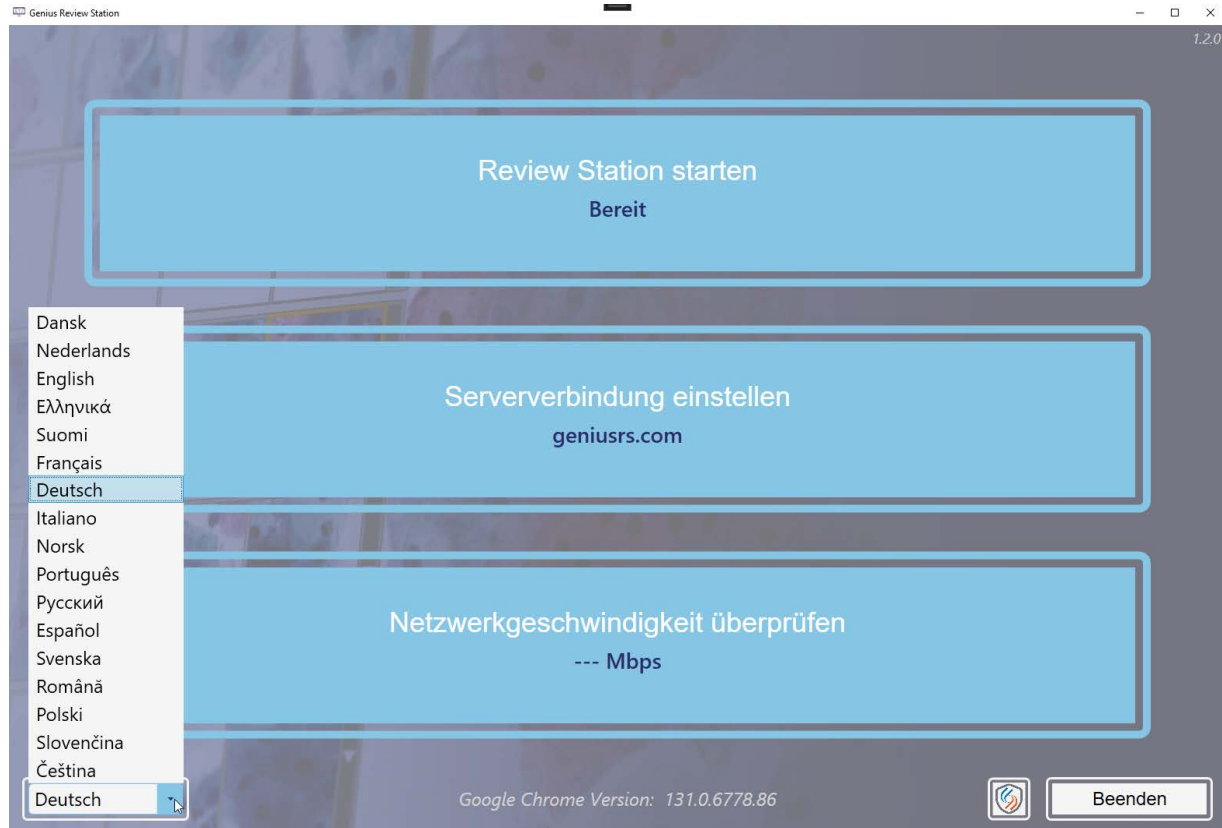 Genius Review Station
1.2.0
Review Station starten
Bereit
Serververbindung einstellen
geniusrs.com
Netzwerkgeschwindigkeit überprüfen
--- Mbps
Dansk
Nederlands
English
Ελληνικά
Suomi
Français
Deutsch
Italiano
Norsk
Português
Русский
Español
Svenska
Română
Polski
Slovenčina
Čeština
Deutsch
Google Chrome Version: 131.0.6778.86
Beenden